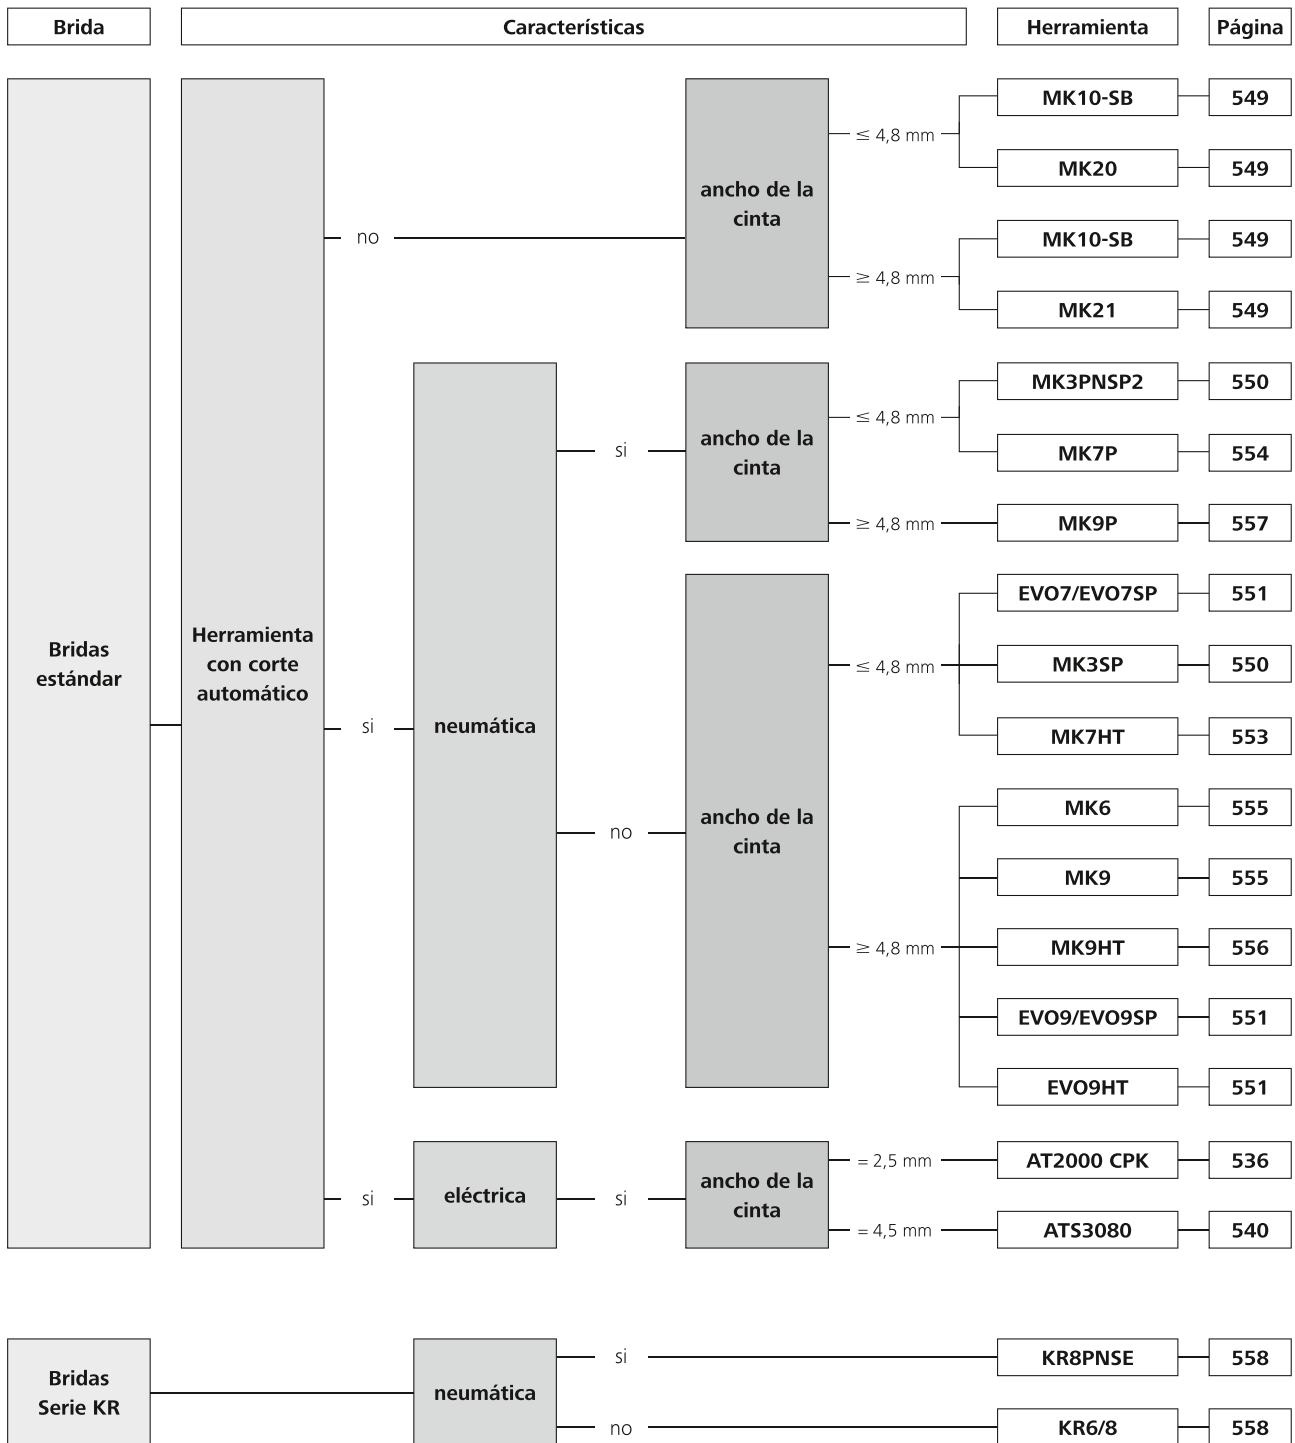 Brida
Características
Herramienta
Página
Bridas
estándar
Herramienta
con corte
automático
no
ancho de la
cinta
≤ 4,8 mm
MK10-SB
549
MK20
549
≥ 4,8 mm
MK10-SB
549
MK21
549
si
neumática
si
ancho de la
cinta
≤ 4,8 mm
MK3PNSP2
550
MK7P
554
≥ 4,8 mm
MK9P
557
no
ancho de la
cinta
≤ 4,8 mm
EVO7/EVO7SP
551
MK3SP
550
MK7HT
553
≥ 4,8 mm
MK6
555
MK9
555
MK9HT
556
EVO9/EVO9SP
551
EVO9HT
551
si
eléctrica
si
ancho de la
cinta
= 2,5 mm
AT2000 CPK
536
= 4,5 mm
ATS3080
540
Bridas
Serie KR
neumática
si
KR8PNSE
558
no
KR6/8
558